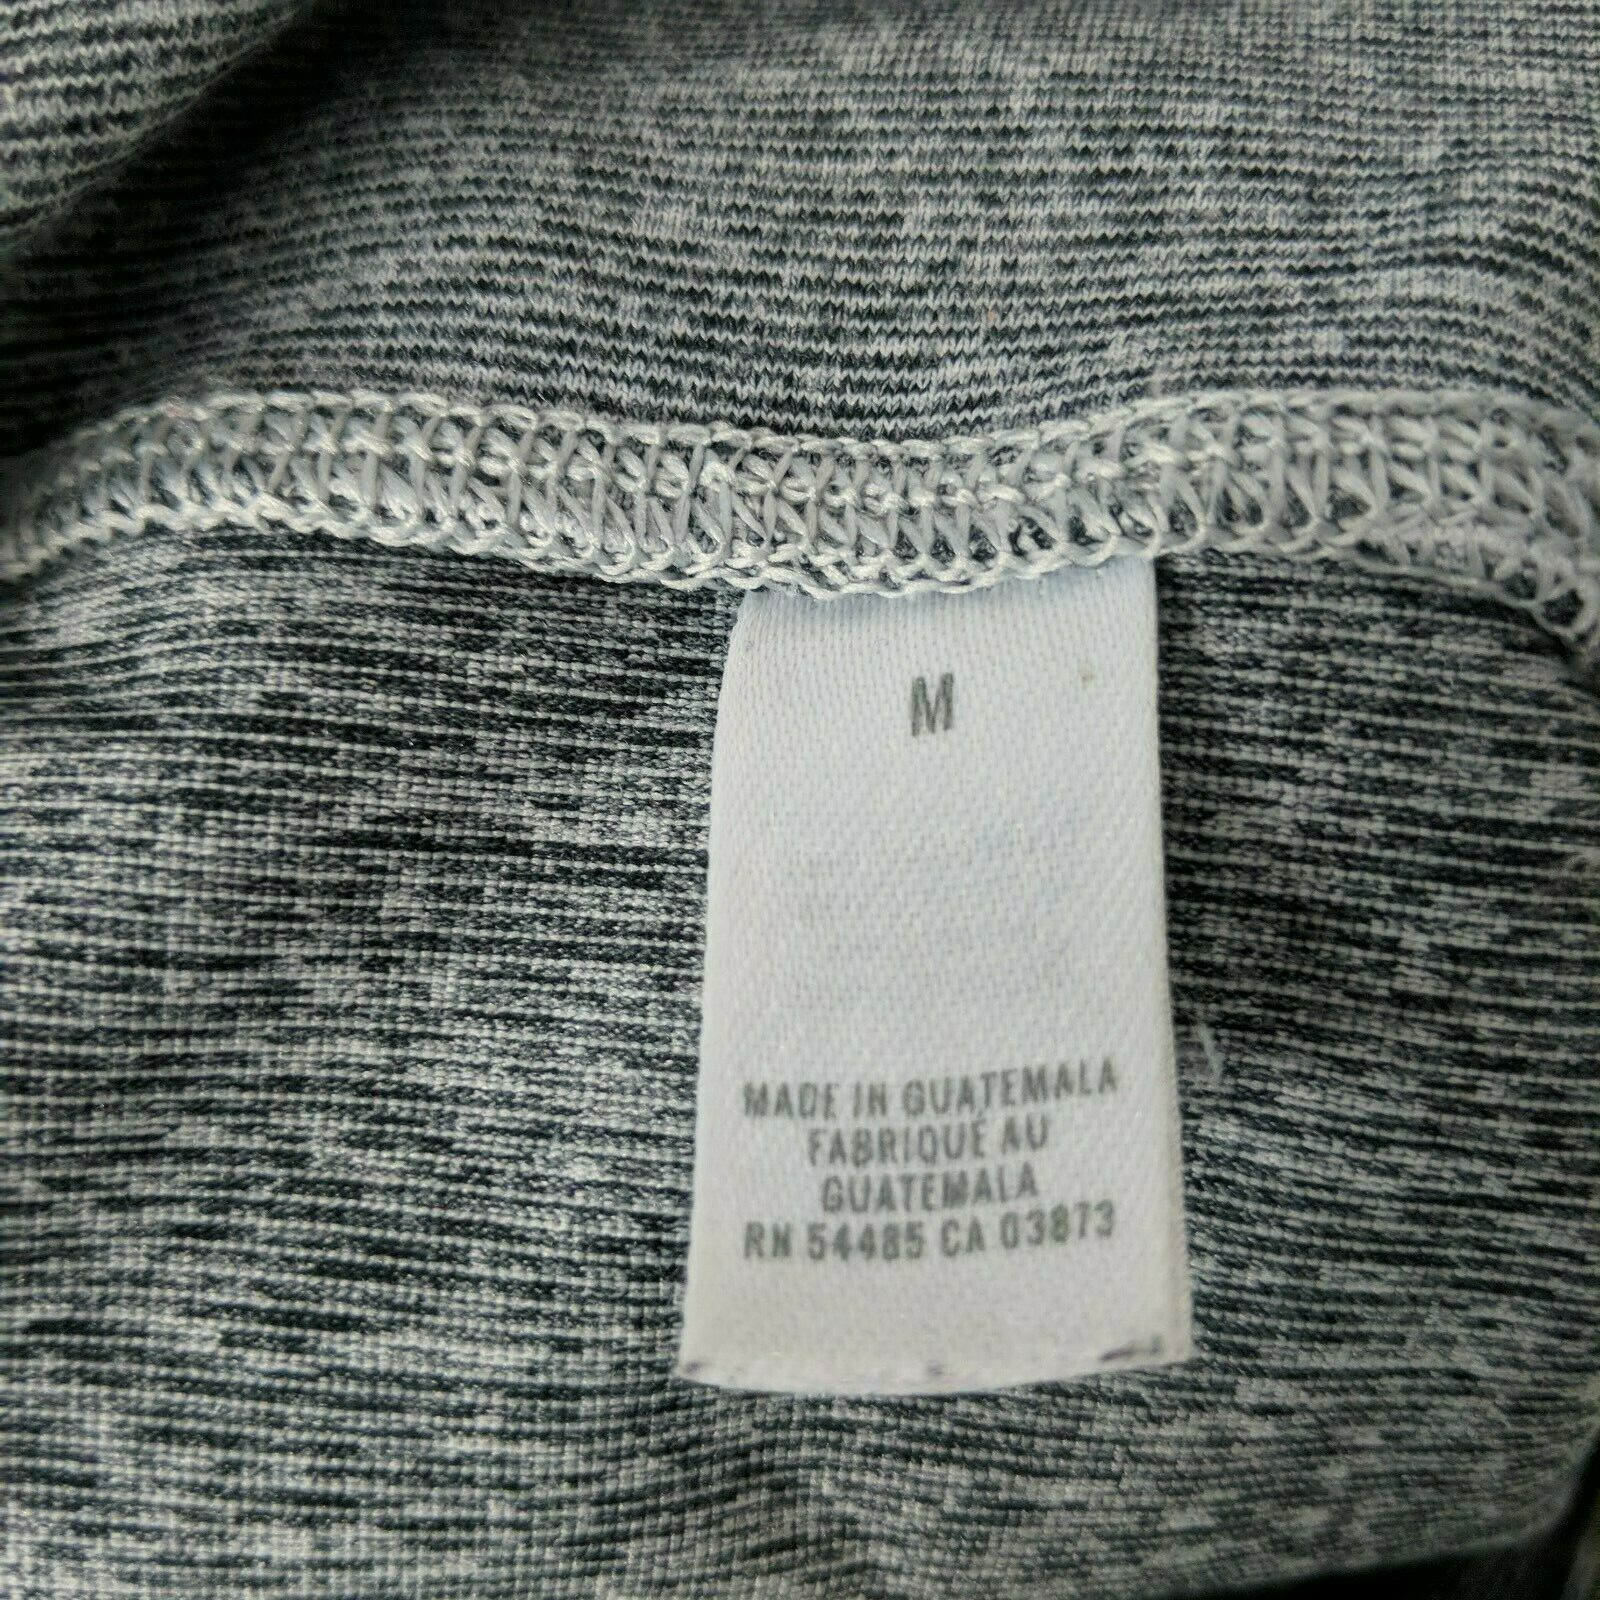 M
MADE IN GUATEMALA
FABRIQUÉ AU
GUATEMALA
RN 54485 CA 03873